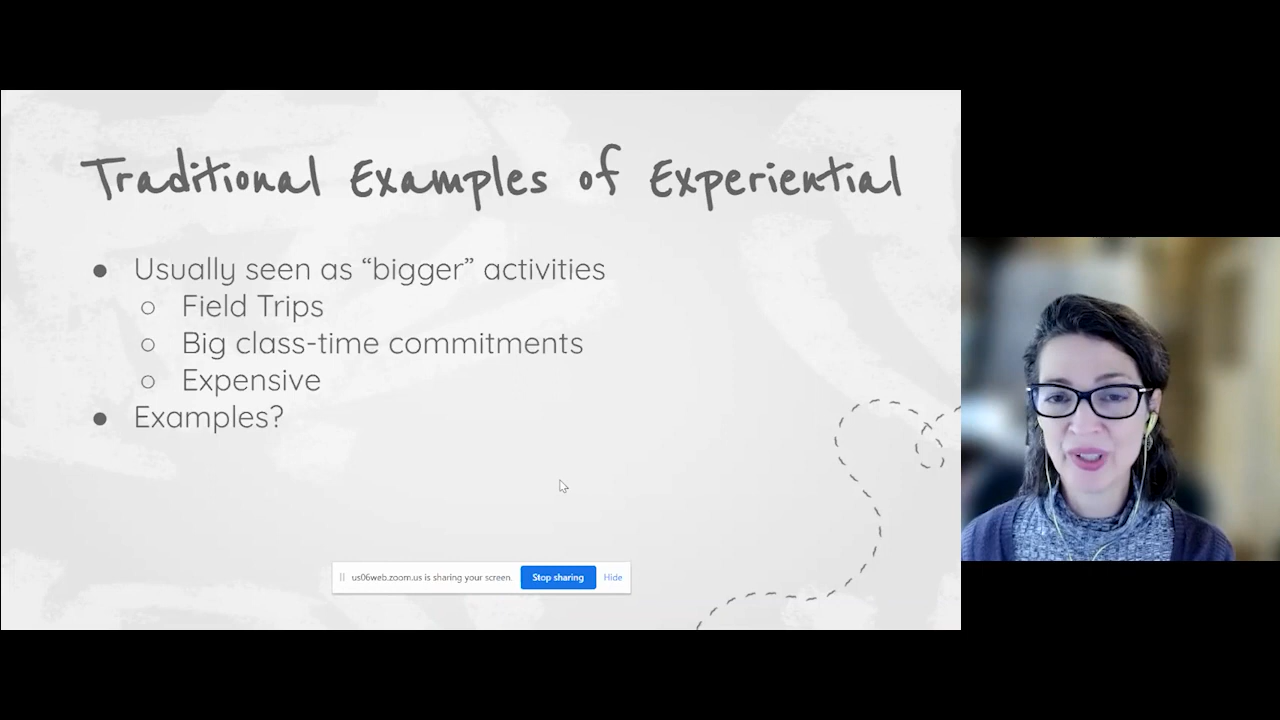 Traditional Examples of Experiential
● Usually seen as “bigger” activities
○ Field Trips
○ Big class-time commitments
○ Expensive
● Examples?
us06web.zoom.us is sharing your screen. Stop sharing Hide